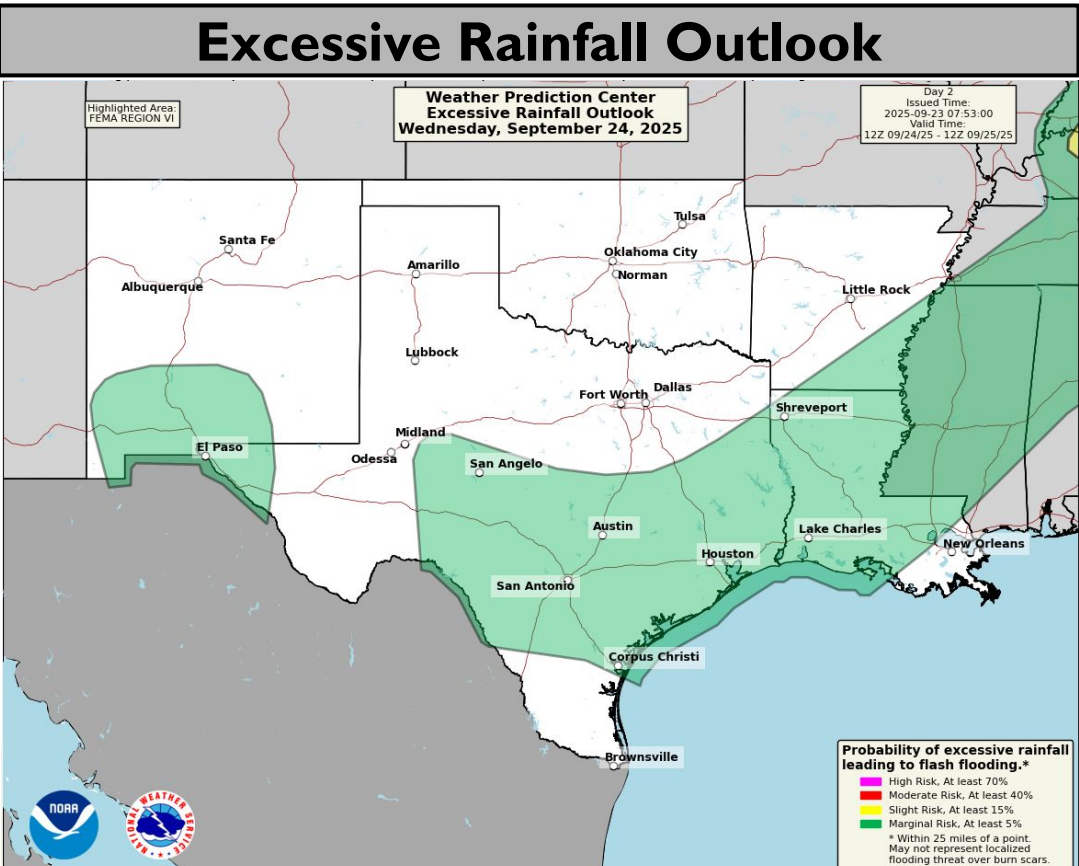 Excessive Rainfall Outlook
Highlighted Area:
FEMA REGION VI
Weather Prediction Center
Excessive Rainfall Outlook
Wednesday, September 24, 2025
Day 2
Issued Time:
2025-09-23 07:53:00
Valid Time:
12Z 09/24/25 - 12Z 09/25/25
Tulsa
Santa Fe
Oklahoma City
Amarillo
Norman
Albuquerque
Little Rock
Lubbock
Dallas
Fort Worth
Shreveport
Midland
El Paso
Odessa
San Angelo
Austin
Lake Charles
New Orleans
Houston
San Antonio
Corpus Christi
Brownsville
Probability of excessive rainfall
leading to flash flooding.*
High Risk, At least 70%
Moderate Risk, At least 40%
Slight Risk, At least 15%
Marginal Risk, At least 5%
* Within 25 miles of a point.
May not represent localized
flooding threat over burn scars.
NOAA
NATIONAL WEATHER SERVICE